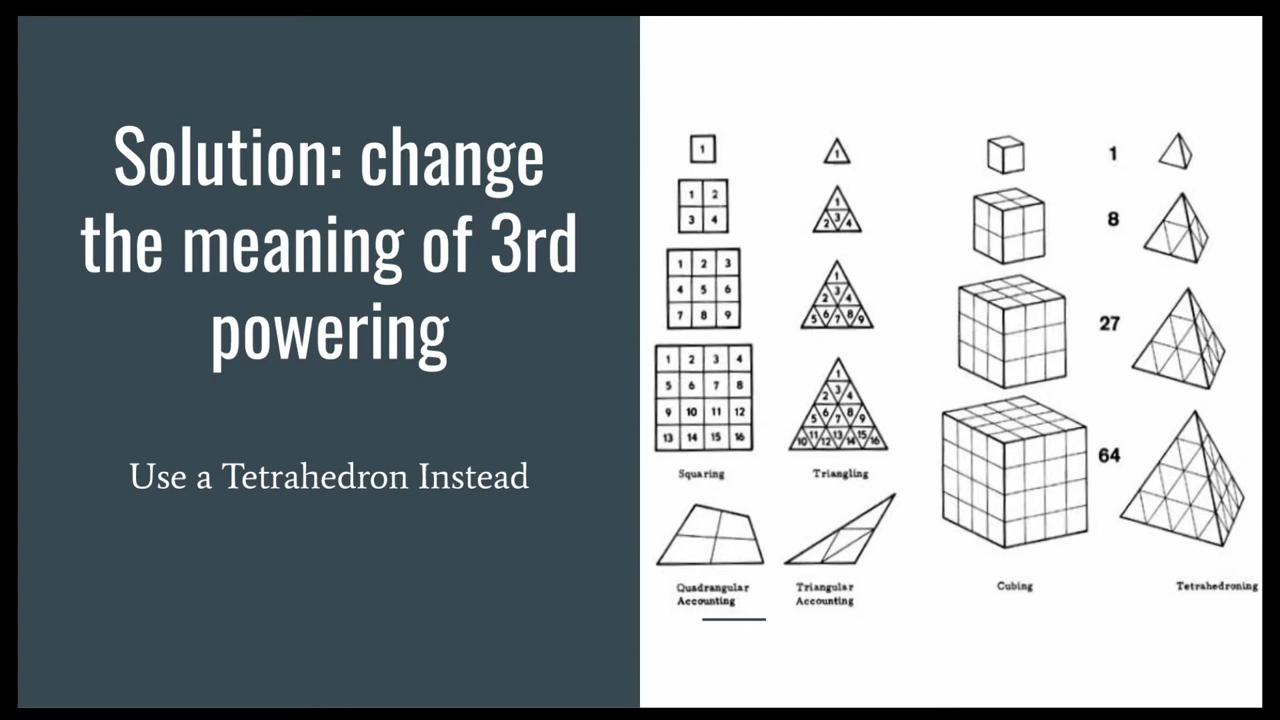 Solution: change
the meaning of 3rd
powering
Use a Tetrahedron Instead
1
1 2
3 4
1 2 3
4 5 6
7 8 9
1 2 3 4
5 6 7 8
9 10 11 12
13 14 15 16
Squaring
1
1
2 3 4
1
2 3 4
5 6 7 8 9
1
2 3 4
5 6 7 8 9
10 11 12 13 14 15 16
Triangling
Quadrangular
Accounting
Triangular
Accounting
1
8
27
64
Cubing
Tetrahedroning